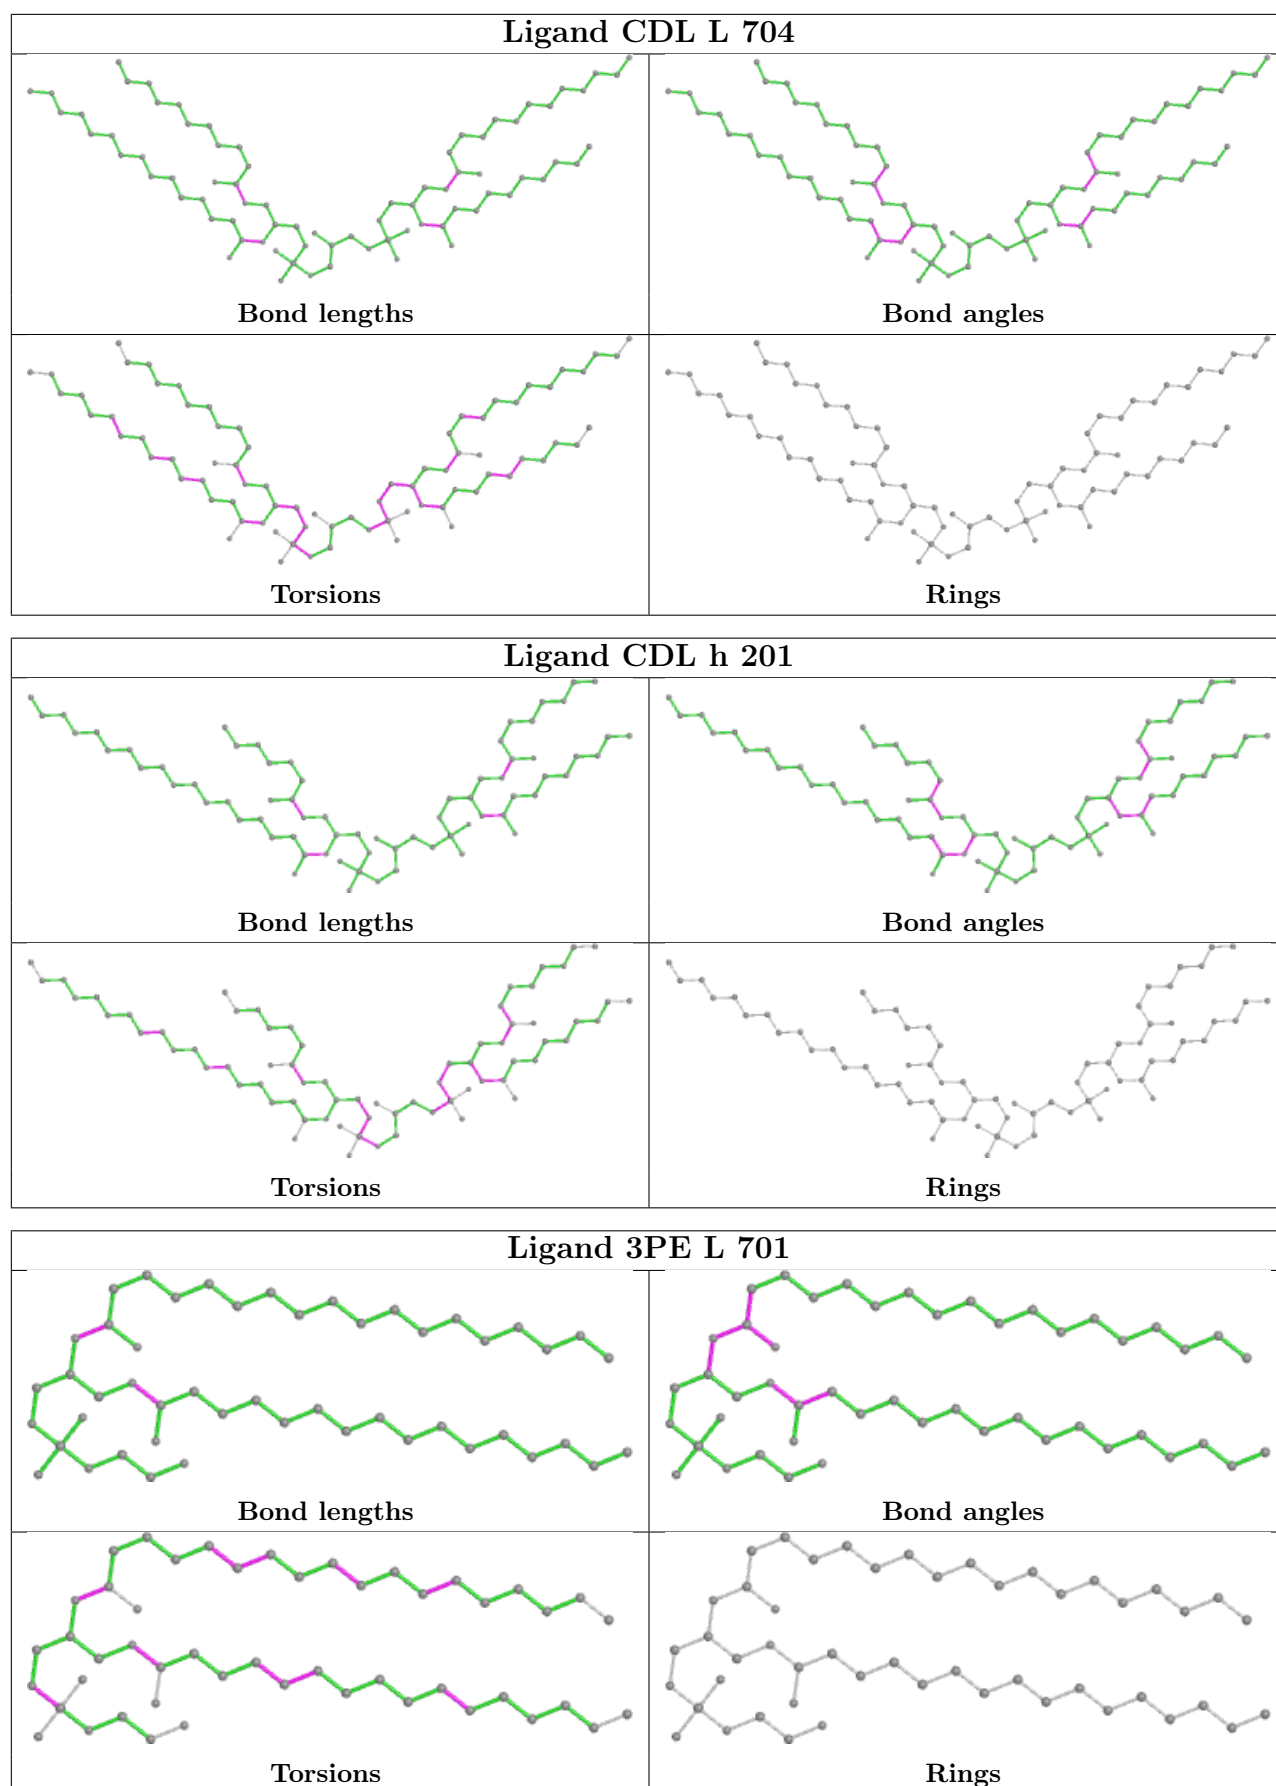 Ligand CDL L 704
Bond lengths
Bond angles
Torsions
Rings
Ligand CDL h 201
Bond lengths
Bond angles
Torsions
Rings
Ligand 3PE L 701
Bond lengths
Bond angles
Torsions
Rings